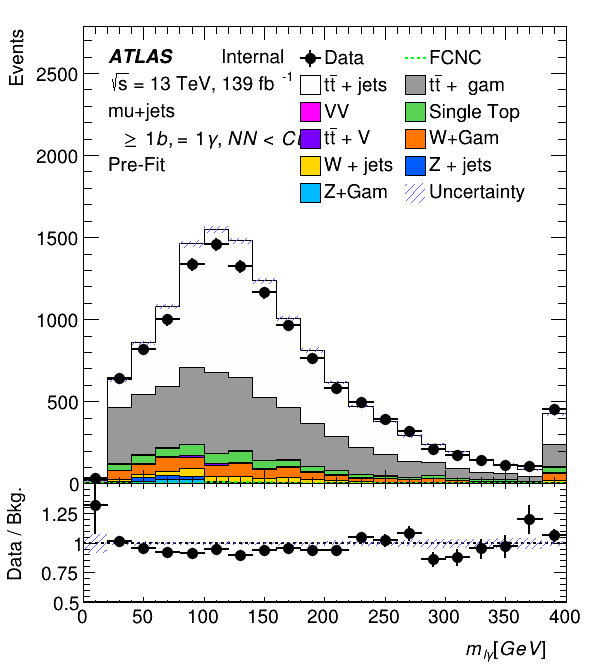 ATLAS Internal
√s = 13 TeV, 139 fb⁻¹
mu+jets
≥ 1b, = 1γ, NN <
Pre-Fit
Data FCNC
tt̄ + jets tt̄ + gam
VV Single Top
tt̄ + V W+Gam
W + jets Z + jets
Z+Gam Uncertainty
Events
2500
2000
1500
1000
500
0
Data / Bkg.
1.25
1
0.75
0.5
0 50 100 150 200 250 300 350 400
m_lγ[GeV]